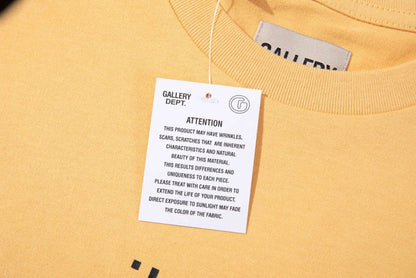 GALLERY
GALLERY
DEPT.
ATTENTION
THIS PRODUCT MAY HAVE WRINKLES,
SCARS, SCRATCHES THAT ARE INHERENT
CHARACTERISTICS AND NATURAL
BEAUTY OF THIS MATERIAL.
THIS RESULTS DIFFERENCES AND
UNIQUENESS TO EACH PIECE.
PLEASE TREAT WITH CARE IN ORDER TO
EXTEND THE LIFE OF YOUR PRODUCT.
DIRECT EXPOSURE TO SUNLIGHT MAY FADE
THE COLOR OF THE FABRIC.